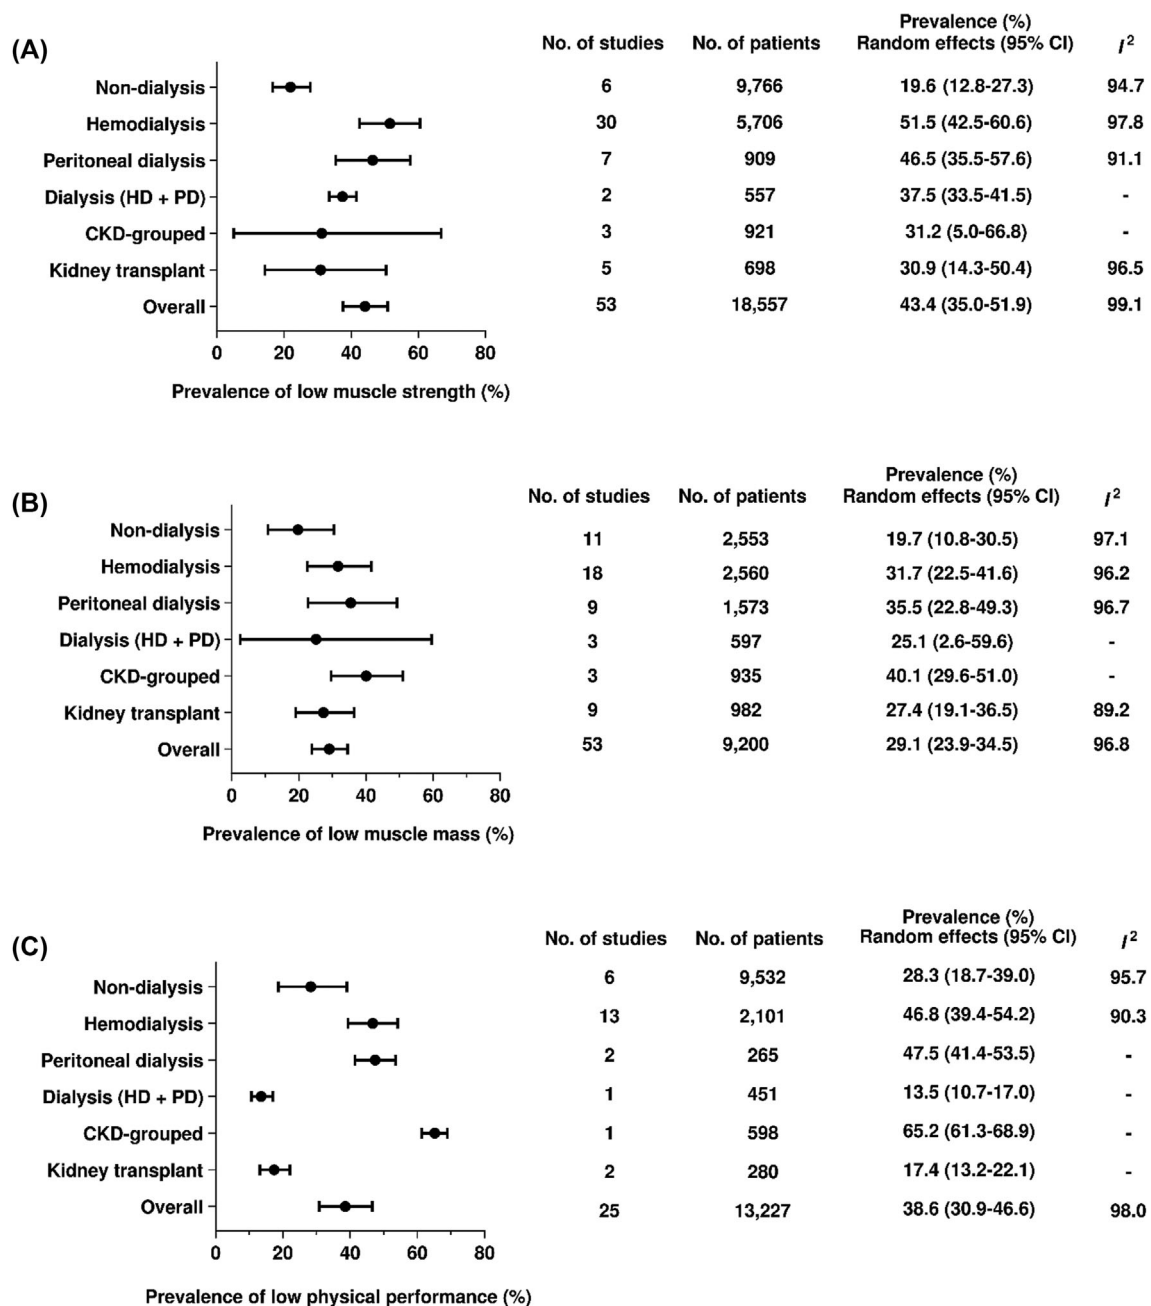 (A)
No. of studies No. of patients Prevalence (%) Random effects (95% CI) I 2
Non-dialysis 6 9,766 19.6 (12.8-27.3) 94.7
Hemodialysis 30 5,706 51.5 (42.5-60.6) 97.8
Peritoneal dialysis 7 909 46.5 (35.5-57.6) 91.1
Dialysis (HD + PD) 2 557 37.5 (33.5-41.5) -
CKD-grouped 3 921 31.2 (5.0-66.8) -
Kidney transplant 5 698 30.9 (14.3-50.4) 96.5
Overall 53 18,557 43.4 (35.0-51.9) 99.1
0 20 40 60 80
Prevalence of low muscle strength (%)
(B)
No. of studies No. of patients Prevalence (%) Random effects (95% CI) I 2
Non-dialysis 11 2,553 19.7 (10.8-30.5) 97.1
Hemodialysis 18 2,560 31.7 (22.5-41.6) 96.2
Peritoneal dialysis 9 1,573 35.5 (22.8-49.3) 96.7
Dialysis (HD + PD) 3 597 25.1 (2.6-59.6) -
CKD-grouped 3 935 40.1 (29.6-51.0) -
Kidney transplant 9 982 27.4 (19.1-36.5) 89.2
Overall 53 9,200 29.1 (23.9-34.5) 96.8
0 20 40 60 80
Prevalence of low muscle mass (%)
(C)
No. of studies No. of patients Prevalence (%) Random effects (95% CI) I 2
Non-dialysis 6 9,532 28.3 (18.7-39.0) 95.7
Hemodialysis 13 2,101 46.8 (39.4-54.2) 90.3
Peritoneal dialysis 2 265 47.5 (41.4-53.5) -
Dialysis (HD + PD) 1 451 13.5 (10.7-17.0) -
CKD-grouped 1 598 65.2 (61.3-68.9) -
Kidney transplant 2 280 17.4 (13.2-22.1) -
Overall 25 13,227 38.6 (30.9-46.6) 98.0
0 20 40 60 80
Prevalence of low physical performance (%)